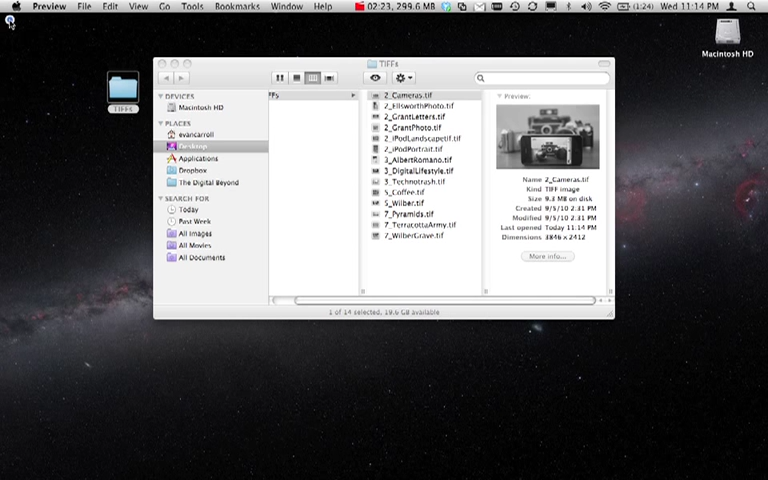 Preview File Edit View Go Tools Bookmarks Window Help 02:23, 299.6 MB (1:24) Wed 11:14 PM
Macintosh HD
TIFFs
TIFFs
DEVICES
Macintosh HD
PLACES
evancarroll
Desktop
Applications
Dropbox
The Digital Beyond
SEARCH FOR
Today
Past Week
All Images
All Movies
All Documents
FFs
2_Cameras.tif
2_EllsworthPhoto.tif
2_GrantLetters.tif
2_GrantPhoto.tif
2_iPodLandscapetif.tif
2_iPodPortrait.tif
3_AlbertRomano.tif
3_DigitalLifestyle.tif
3_Technotrash.tif
5_Coffee.tif
5_Wilber.tif
7_Pyramids.tif
7_TerracottaArmy.tif
7_WilberGrave.tif
Preview:
Name 2_Cameras.tif
Kind TIFF image
Size 9.3 MB on disk
Created 9/5/10 2:31 PM
Modified 9/5/10 2:31 PM
Last opened Today 11:14 PM
Dimensions 3846 x 2412
More info...
1 of 14 selected, 19.6 GB available